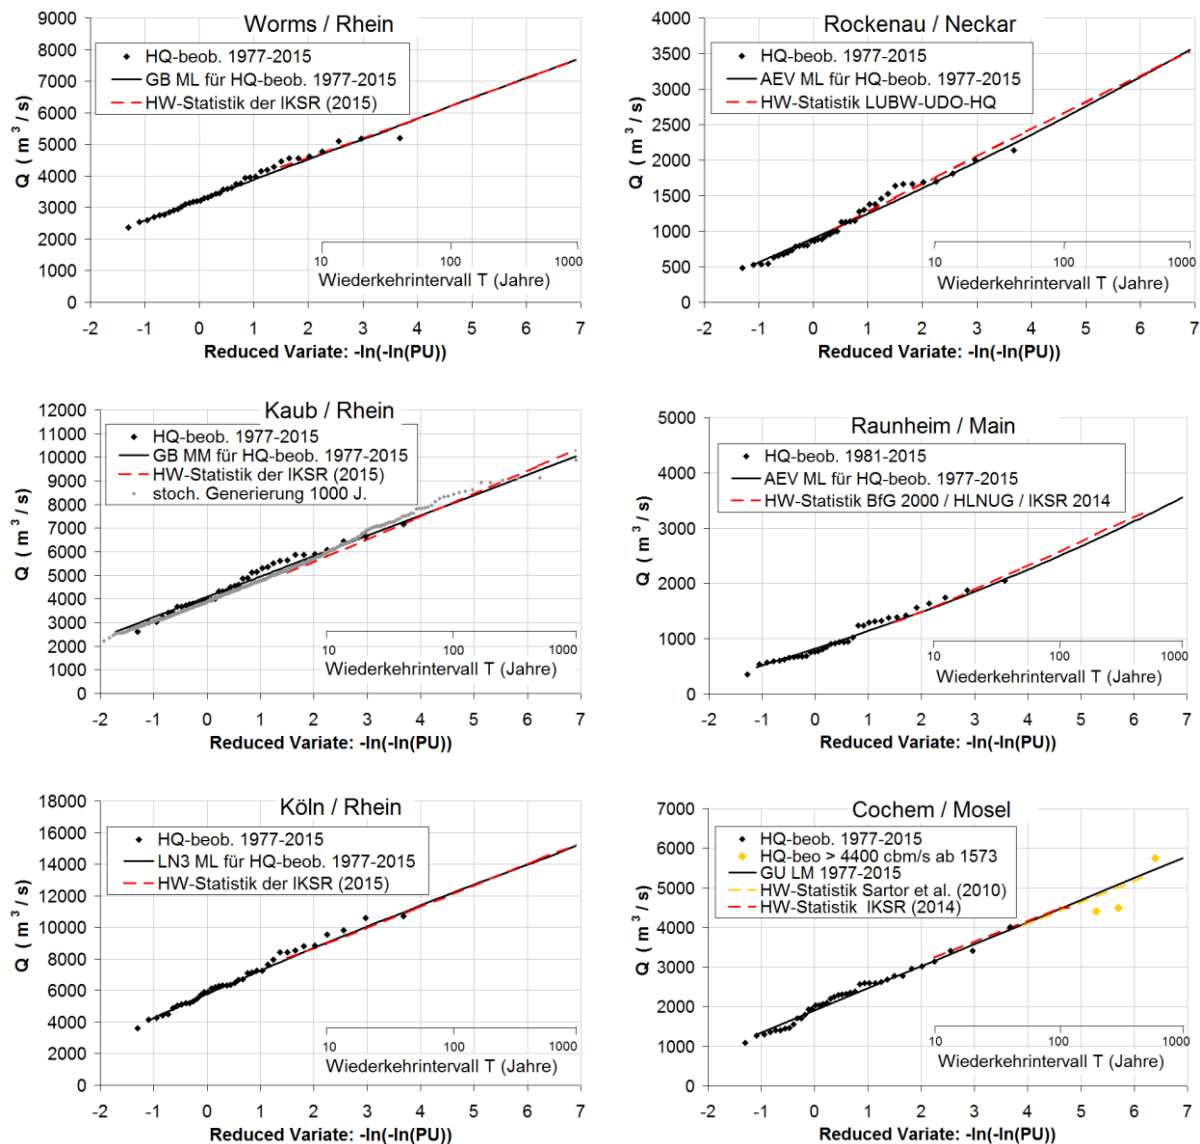 Worms / Rhein
9000
8000
7000
6000
5000
4000
3000
2000
1000
0
Q ( m³ / s)
HQ-beob. 1977-2015
GB ML für HQ-beob. 1977-2015
HW-Statistik der IKSR (2015)
10 100 1000
Wiederkehrintervall T (Jahre)
-2 -1 0 1 2 3 4 5 6 7
Reduced Variate: -ln(-ln(PU))
Rockenau / Neckar
4000
3500
3000
2500
2000
1500
1000
500
0
Q ( m³ / s)
HQ-beob. 1977-2015
AEV ML für HQ-beob. 1977-2015
HW-Statistik LUBW-UDO-HQ
10 100 1000
Wiederkehrintervall T (Jahre)
-2 -1 0 1 2 3 4 5 6 7
Reduced Variate: -ln(-ln(PU))
Kaub / Rhein
12000
11000
10000
9000
8000
7000
6000
5000
4000
3000
2000
1000
0
Q ( m³ / s)
HQ-beob. 1977-2015
GB MM für HQ-beob. 1977-2015
HW-Statistik der IKSR (2015)
stoch. Generierung 1000 J.
10 100 1000
Wiederkehrintervall T (Jahre)
-2 -1 0 1 2 3 4 5 6 7
Reduced Variate: -ln(-ln(PU))
Raunheim / Main
5000
4000
3000
2000
1000
0
Q ( m³ / s)
HQ-beob. 1981-2015
AEV ML für HQ-beob. 1977-2015
HW-Statistik BfG 2000 / HLNUG / IKSR 2014
10 100 1000
Wiederkehrintervall T (Jahre)
-2 -1 0 1 2 3 4 5 6 7
Reduced Variate: -ln(-ln(PU))
Köln / Rhein
18000
16000
14000
12000
10000
8000
6000
4000
2000
0
Q ( m³ / s)
HQ-beob. 1977-2015
LN3 ML für HQ-beob. 1977-2015
HW-Statistik der IKSR (2015)
10 100 1000
Wiederkehrintervall T (Jahre)
-2 -1 0 1 2 3 4 5 6 7
Reduced Variate: -ln(-ln(PU))
Cochem / Mosel
7000
6000
5000
4000
3000
2000
1000
0
Q ( m³ / s)
HQ-beob. 1977-2015
HQ-beo > 4400 cbm/s ab 1573
GU LM 1977-2015
HW-Statistik Sartor et al. (2010)
HW-Statistik IKSR (2014)
10 100 1000
Wiederkehrintervall T (Jahre)
-2 -1 0 1 2 3 4 5 6 7
Reduced Variate: -ln(-ln(PU))